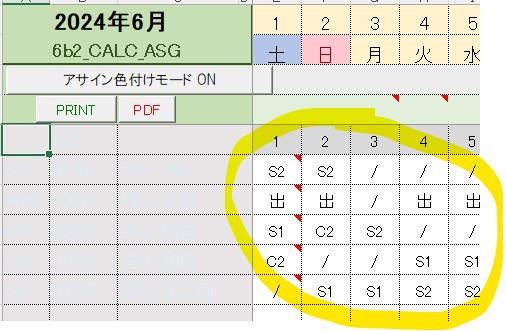 2024年6月 1 2 3 4 5
6b2_CALC_ASG 土 日 月 火 水
アサイン色付けモード ON
PRINT PDF
1 2 3 4 5
S2 S2 / / /
出 出 / 出 出
S1 C2 S2 / /
C2 / / S1 S1
/ S1 S1 S2 S2